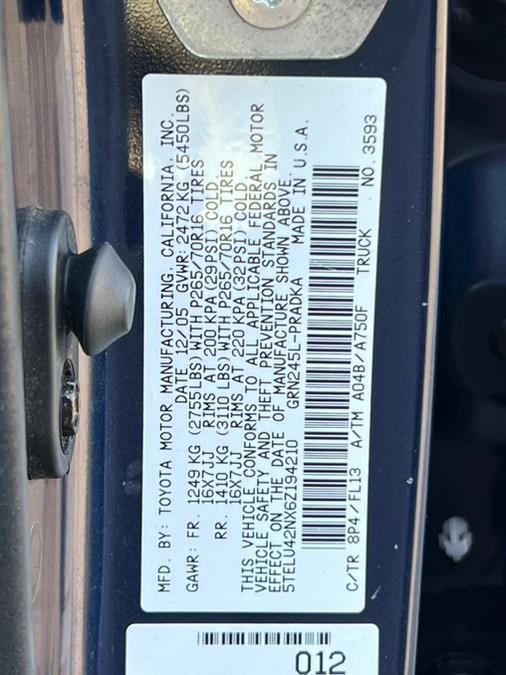 MFD. BY: TOYOTA MOTOR MANUFACTURING, CALIFORNIA, INC.
DATE 12/05 GVWR: 2472KG (5450LBS)
GAWR: FR. 1249 KG (2755LBS) WITH P265/70R16 TIRES
16X7JJ RIMS AT 200 KPA (29PSI) COLD
RR. 1410 KG (3110 LBS) WITH P265/70R16 TIRES
16X7JJ RIMS AT 220 KPA (32PSI) COLD
THIS VEHICLE CONFORMS TO ALL APPLICABLE FEDERAL MOTOR
VEHICLE SAFETY AND THEFT PREVENTION STANDARDS IN
EFFECT ON THE DATE OF MANUFACTURE SHOWN ABOVE
5TELU42NX6Z194210 GRN245L-PRADKA MADE IN U.S.A.
C/TR 8P4/FL13 A/TM A04B/A750F TRUCK NO. 3593
012